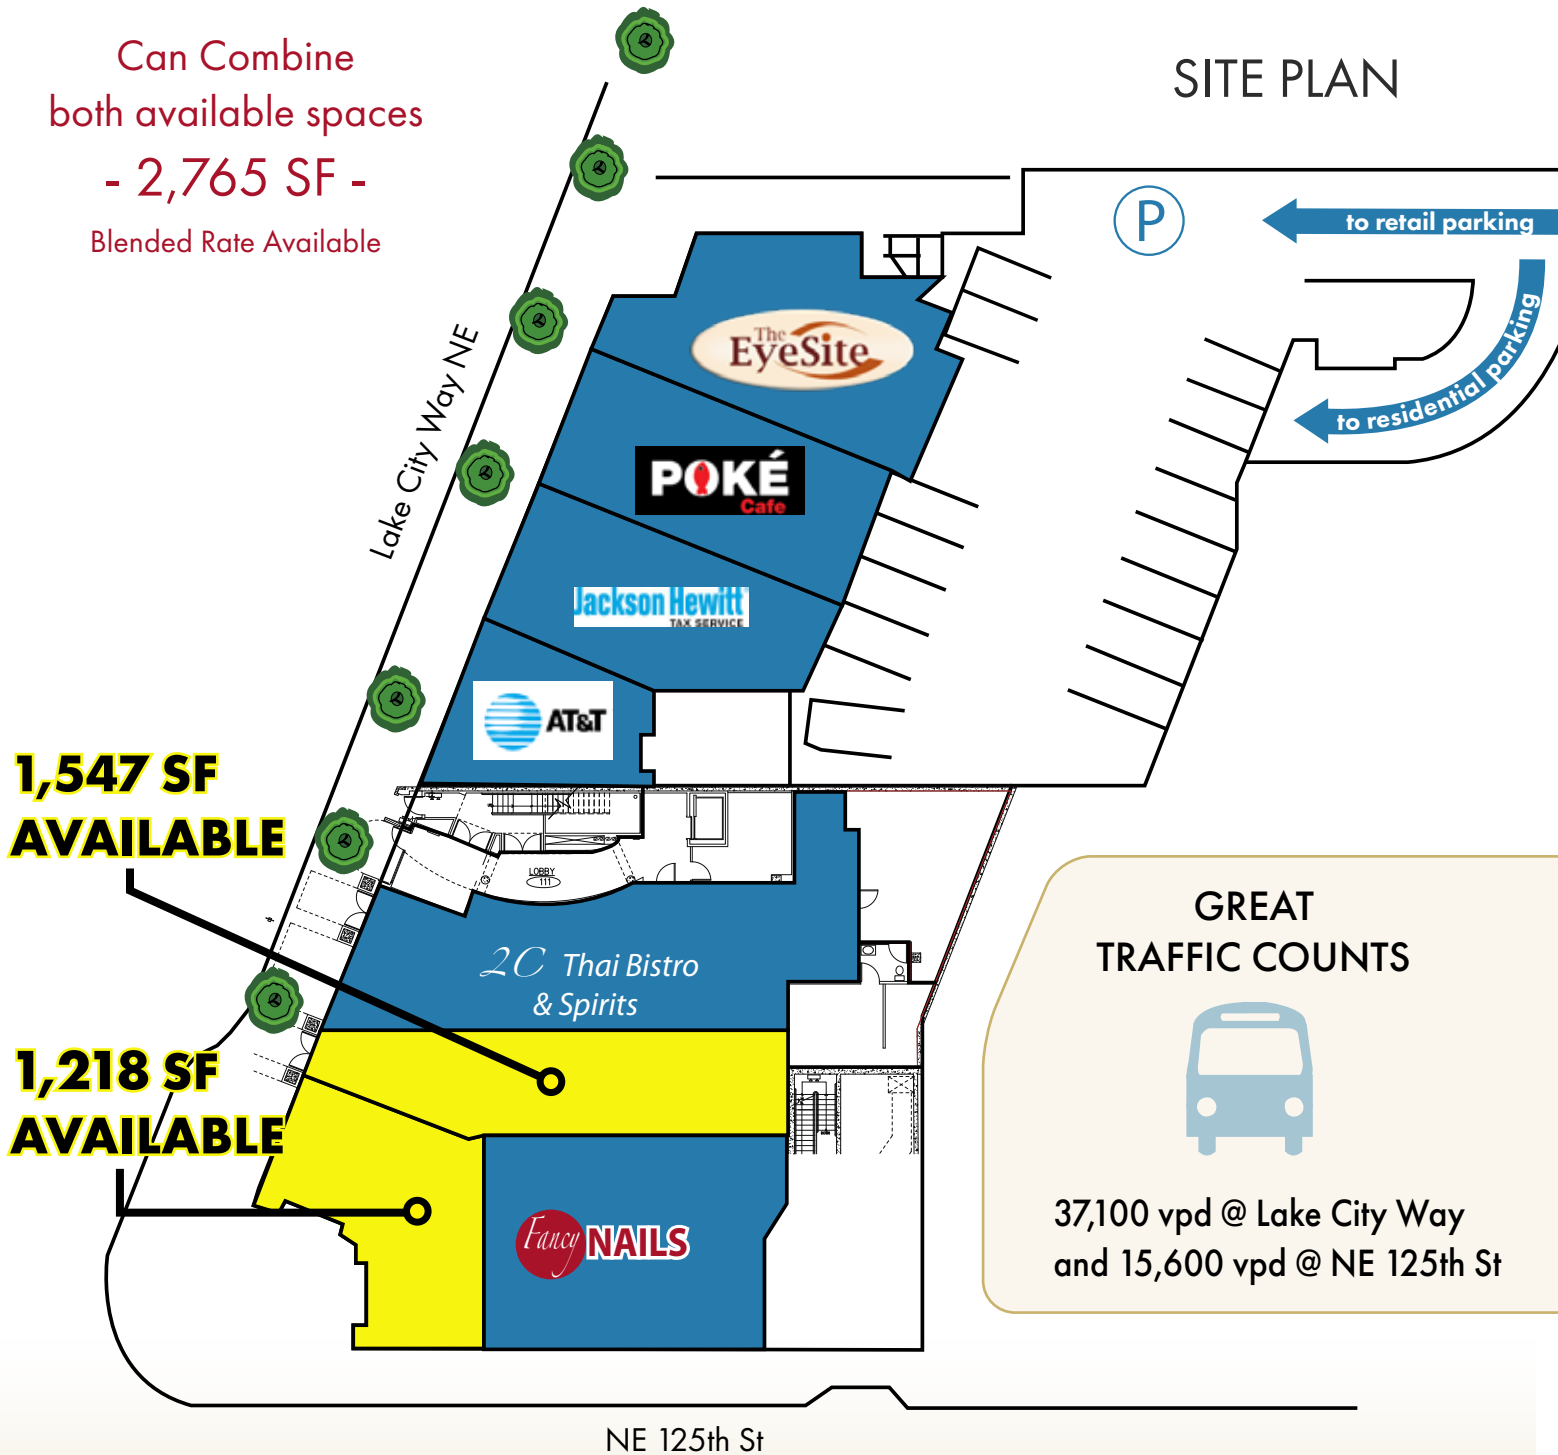 Can Combine
both available spaces
- 2,765 SF -
Blended Rate Available
SITE PLAN
P
to retail parking
to residential parking
Lake City Way NE
The
EyeSite
POKÉ
Cafe
Jackson Hewitt
TAX SERVICE
AT&T
1,547 SF
AVAILABLE
LOBBY
111
2C Thai Bistro
& Spirits
1,218 SF
AVAILABLE
Fancy NAILS
GREAT
TRAFFIC COUNTS
37,100 vpd @ Lake City Way
and 15,600 vpd @ NE 125th St
NE 125th St